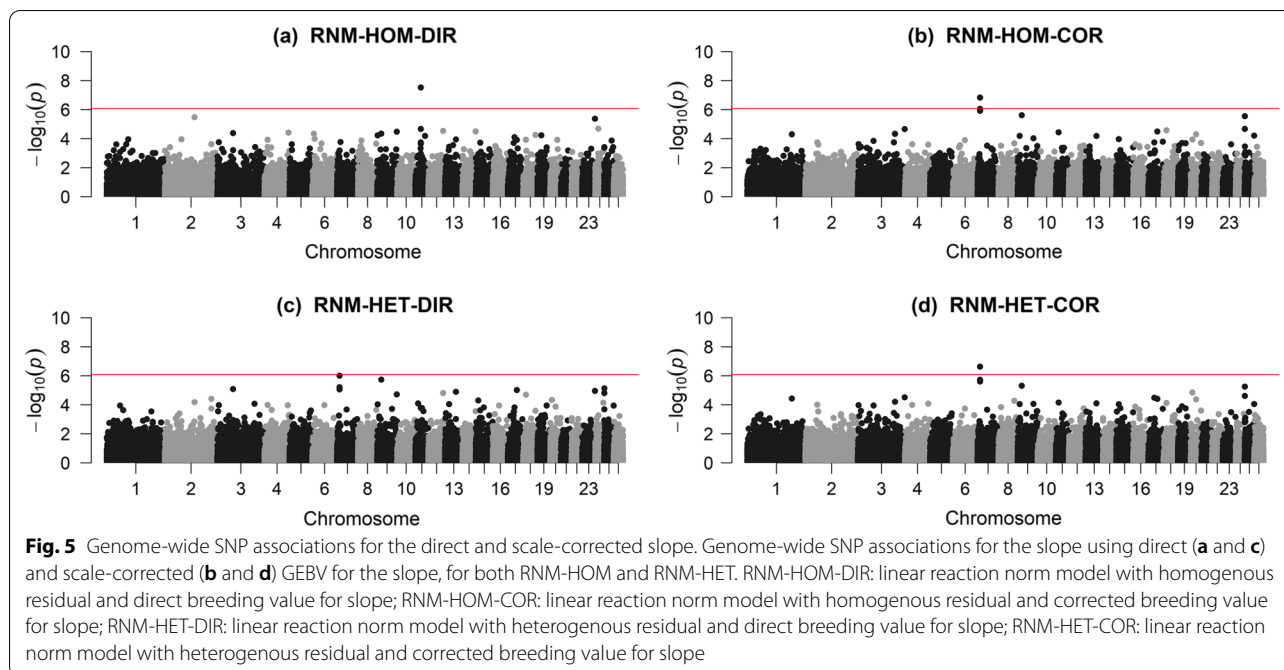 (a) RNM-HOM-DIR
10
8
6
4
2
0
− log10(p)
1 2 3 4 6 8 10 13 16 19 23
Chromosome
(b) RNM-HOM-COR
10
8
6
4
2
0
− log10(p)
1 2 3 4 6 8 10 13 16 19 23
Chromosome
(c) RNM-HET-DIR
10
8
6
4
2
0
− log10(p)
1 2 3 4 6 8 10 13 16 19 23
Chromosome
(d) RNM-HET-COR
10
8
6
4
2
0
− log10(p)
1 2 3 4 6 8 10 13 16 19 23
Chromosome
Fig. 5 Genome-wide SNP associations for the direct and scale-corrected slope. Genome-wide SNP associations for the slope using direct (a and c)
and scale-corrected (b and d) GEBV for the slope, for both RNM-HOM and RNM-HET. RNM-HOM-DIR: linear reaction norm model with homogenous
residual and direct breeding value for slope; RNM-HOM-COR: linear reaction norm model with homogenous residual and corrected breeding value
for slope; RNM-HET-DIR: linear reaction norm model with heterogenous residual and direct breeding value for slope; RNM-HET-COR: linear reaction
norm model with heterogenous residual and corrected breeding value for slope